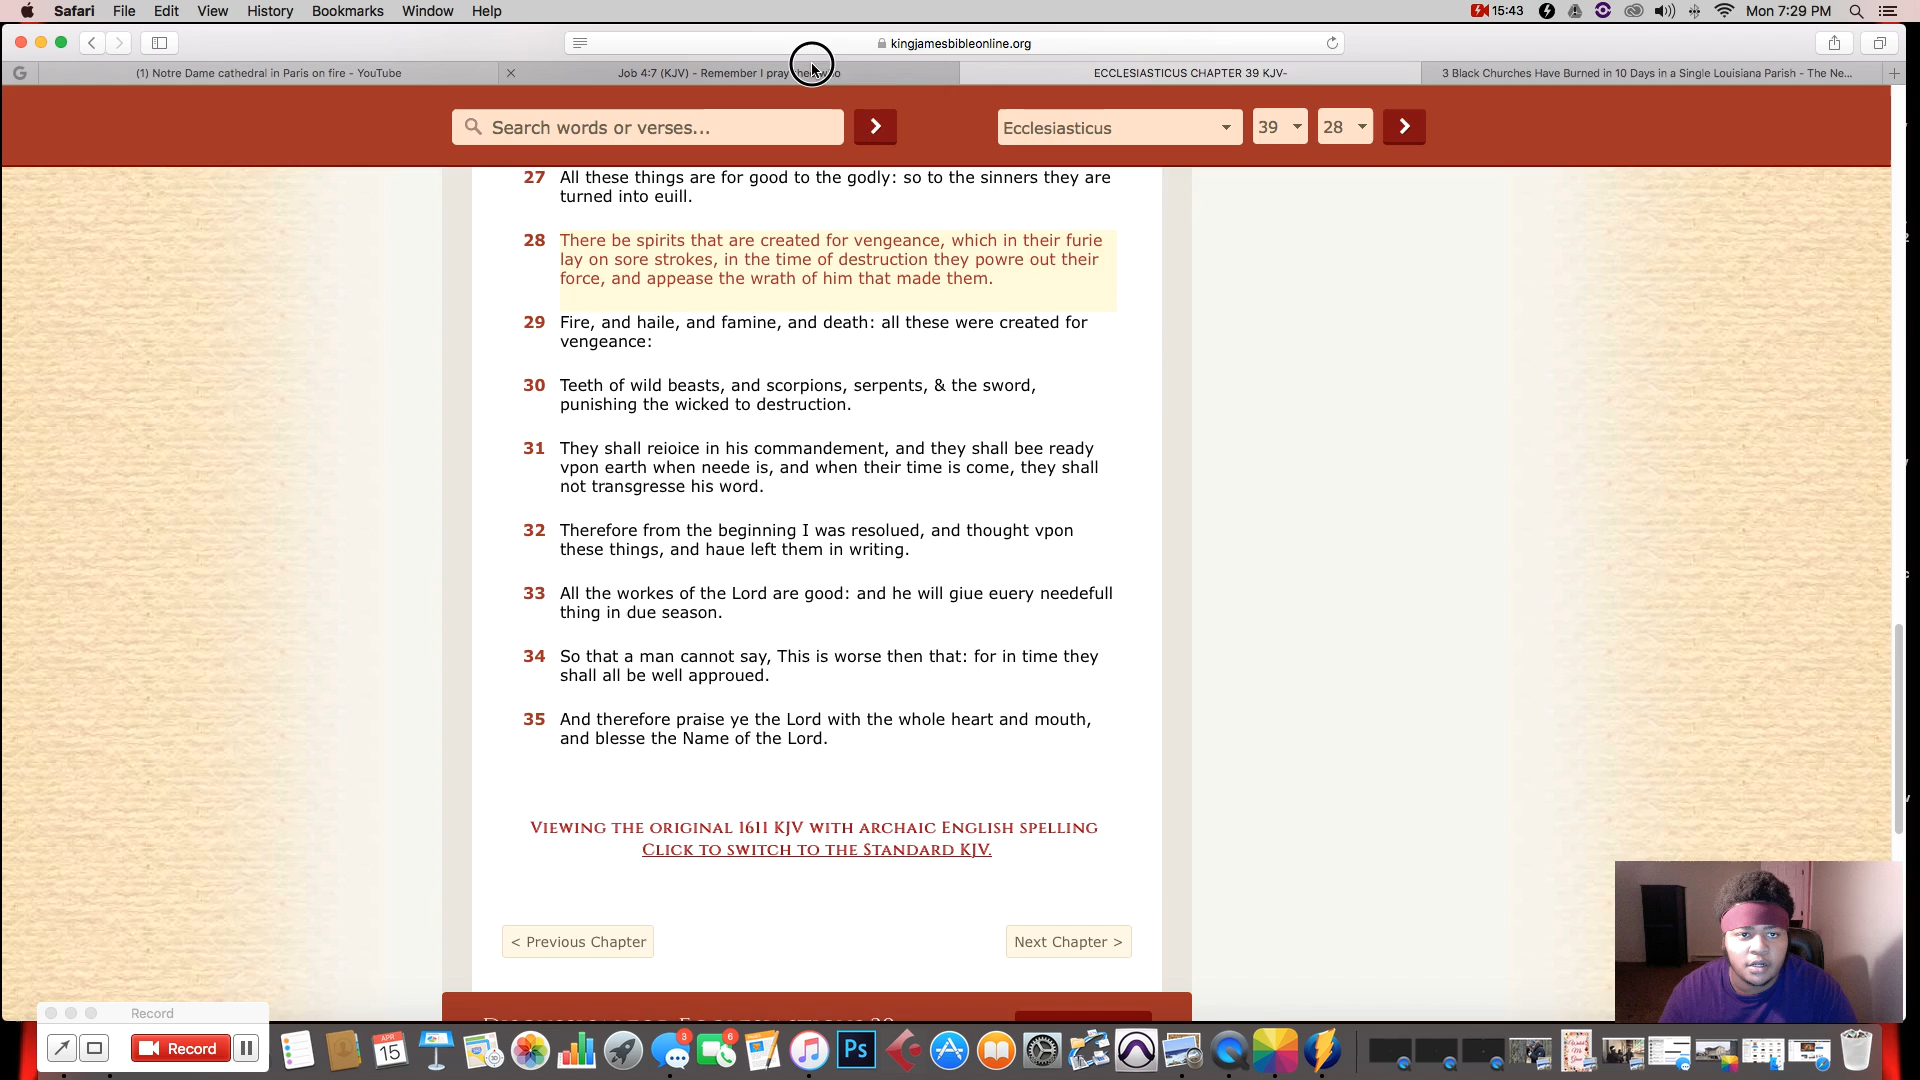 Safari File Edit View History Bookmarks Window Help 15:43 Mon 7:29 PM
kingjamesbibleonline.org
G (1) Notre Dame cathedral in Paris on fire - YouTube Job 4:7 (KJV) - Remember I pray ECCLESIASTICUS CHAPTER 39 KJV- 3 Black Churches Have Burned in 10 Days in a Single Louisiana Parish - The Ne...
Search words or verses... Ecclesiasticus 39 28
27 All these things are for good to the godly: so to the sinners they are
turned into euill.
28 There be spirits that are created for vengeance, which in their furie
lay on sore strokes, in the time of destruction they powre out their
force, and appease the wrath of him that made them.
29 Fire, and haile, and famine, and death: all these were created for
vengeance:
30 Teeth of wild beasts, and scorpions, serpents, & the sword,
punishing the wicked to destruction.
31 They shall reioice in his commandement, and they shall bee ready
vpon earth when neede is, and when their time is come, they shall
not transgresse his word.
32 Therefore from the beginning I was resolued, and thought vpon
these things, and haue left them in writing.
33 All the workes of the Lord are good: and he will giue euery needefull
thing in due season.
34 So that a man cannot say, This is worse then that: for in time they
shall all be well approued.
35 And therefore praise ye the Lord with the whole heart and mouth,
and blesse the Name of the Lord.
Viewing the original 1611 KJV with archaic English spelling
Click to switch to the Standard KJV.
< Previous Chapter Next Chapter >
Record
Record
APR
15
3
6
Ps